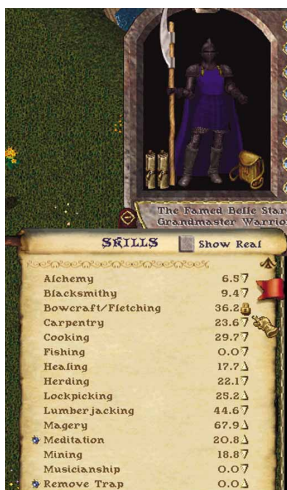 The Famed Belle Star
Grandmaster Warrio
SKILLS Show Real
Alchemy 6.5
Blacksmithy 9.4
Bowcraft/Fletching 36.2
Carpentry 23.6
Cooking 29.7
Fishing 0.0
Healing 17.7
Herding 22.1
Lockpicking 25.2
Lumberjacking 44.6
Magery 67.9
Meditation 20.8
Mining 18.8
Musicianship 0.0
Remove Trap 0.0